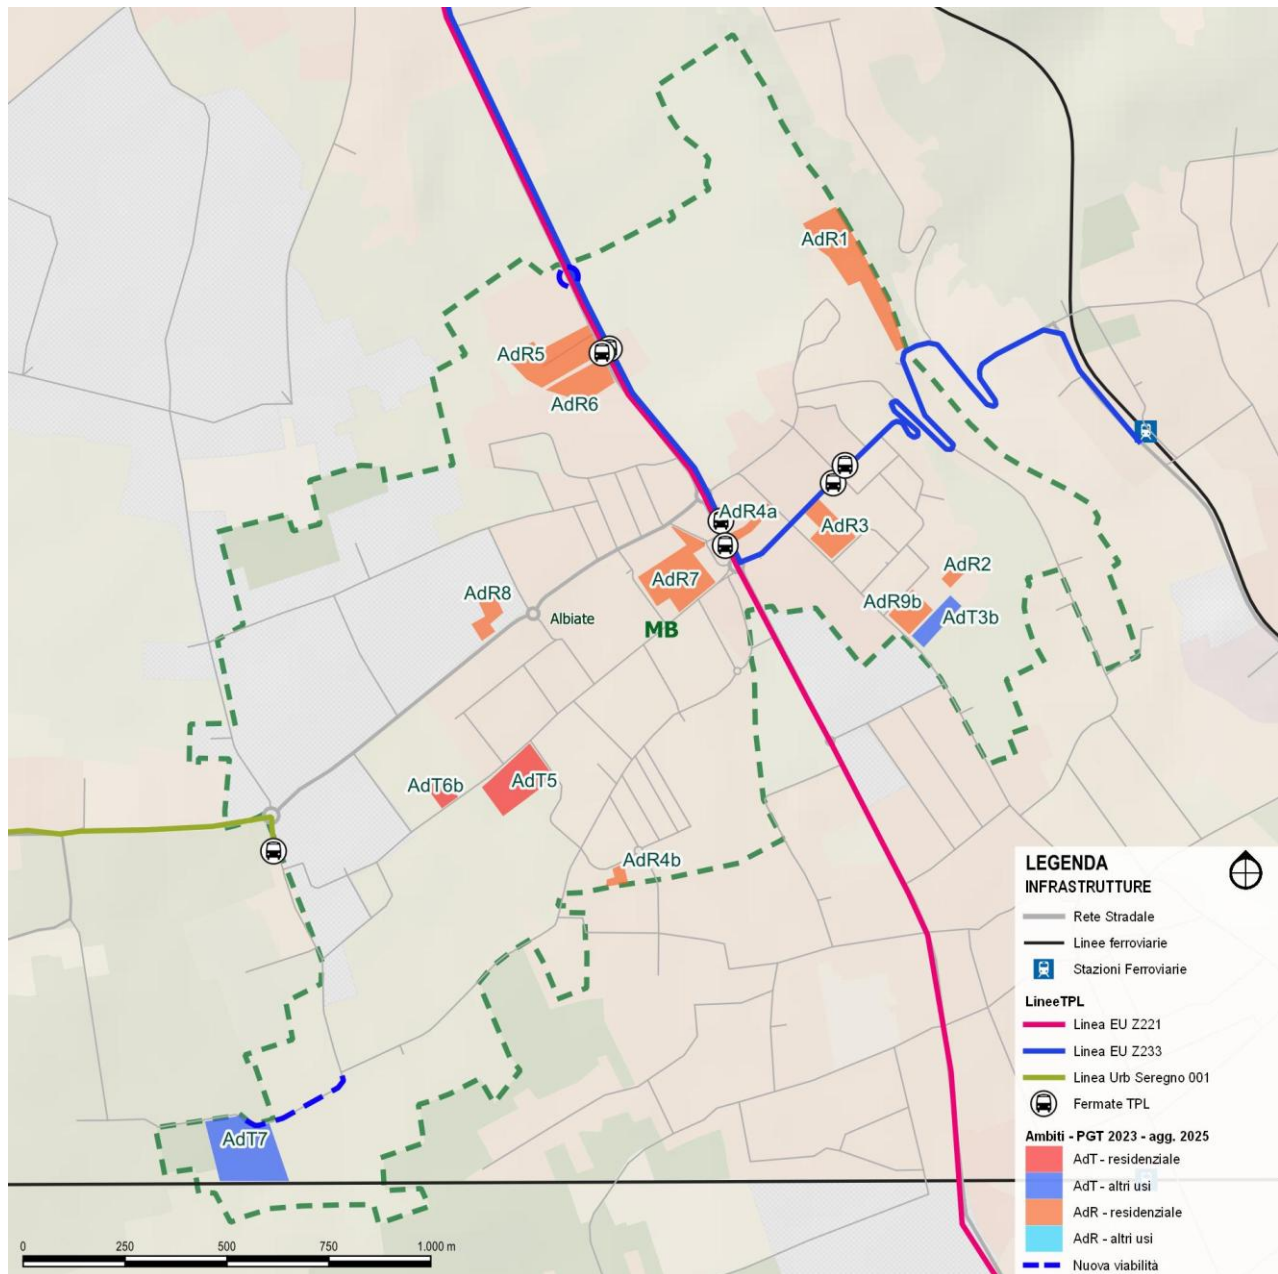 AdR1
AdR5
AdR6
AdR4a
AdR3
AdR2
AdR7
AdR8
AdR9b
AdT3b
Albiate
MB
AdT6b
AdT5
AdR4b
AdT7
LEGENDA
INFRASTRUTTURE
Rete Stradale
Linee ferroviarie
Stazioni Ferroviarie
LineeTPL
Linea EU Z221
Linea EU Z233
Linea Urb Seregno 001
Fermate TPL
Ambiti - PGT 2023 - agg. 2025
AdT - residenziale
AdT - altri usi
AdR - residenziale
AdR - altri usi
Nuova viabilità
0 250 500 750 1.000 m